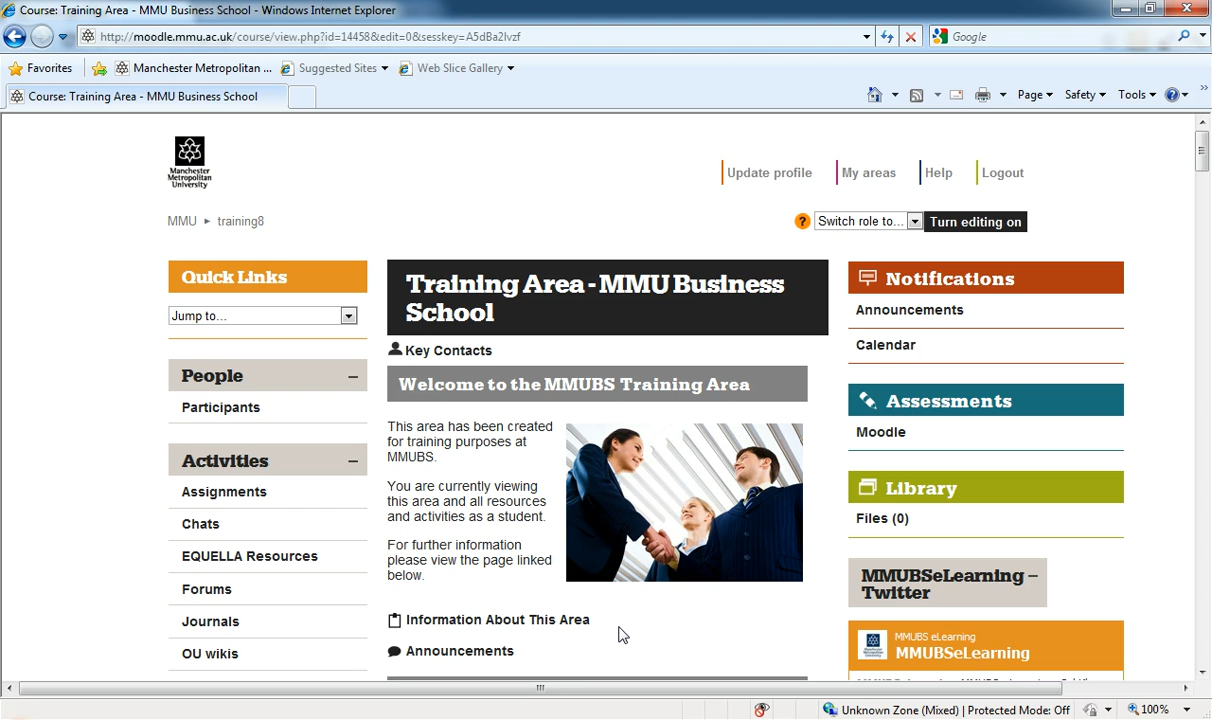 Course: Training Area - MMU Business School - Windows Internet Explorer
http://moodle.mmu.ac.uk/course/view.php?id=14458&edit=0&sesskey=A5dBa2lvzf
Google
Favorites
Manchester Metropolitan ...
Suggested Sites
Web Slice Gallery
Course: Training Area - MMU Business School
Page
Safety
Tools
Manchester
Metropolitan
University
Update profile
My areas
Help
Logout
MMU ► training8
? Switch role to...
Turn editing on
Quick Links
Jump to...
People
Participants
Activities
Assignments
Chats
EQUELLA Resources
Forums
Journals
OU wikis
Training Area - MMU Business
School
Key Contacts
Welcome to the MMUBS Training Area
This area has been created
for training purposes at
MMUBS.
You are currently viewing
this area and all resources
and activities as a student.
For further information
please view the page linked
below.
Information About This Area
Announcements
Notifications
Announcements
Calendar
Assessments
Moodle
Library
Files (0)
MMUBSeLearning –
Twitter
MMUBS eLearning
MMUBSeLearning
Unknown Zone (Mixed) | Protected Mode: Off
100%